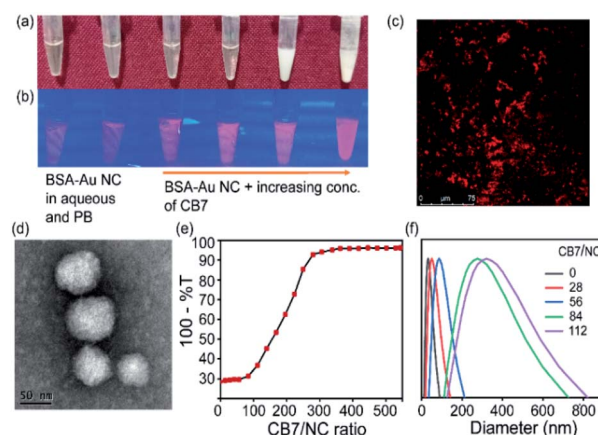 (a)
(b)
BSA-Au NC
in aqueous
and PB
BSA-Au NC + increasing conc.
of CB7
(c)
0 µm 75
(d)
50 nm
(e)
100 - %T
100
90
80
70
60
50
40
30
0 100 200 300 400 500
CB7/NC ratio
(f)
CB7/NC
0
28
56
84
112
0 200 400 600 800
Diameter (nm)